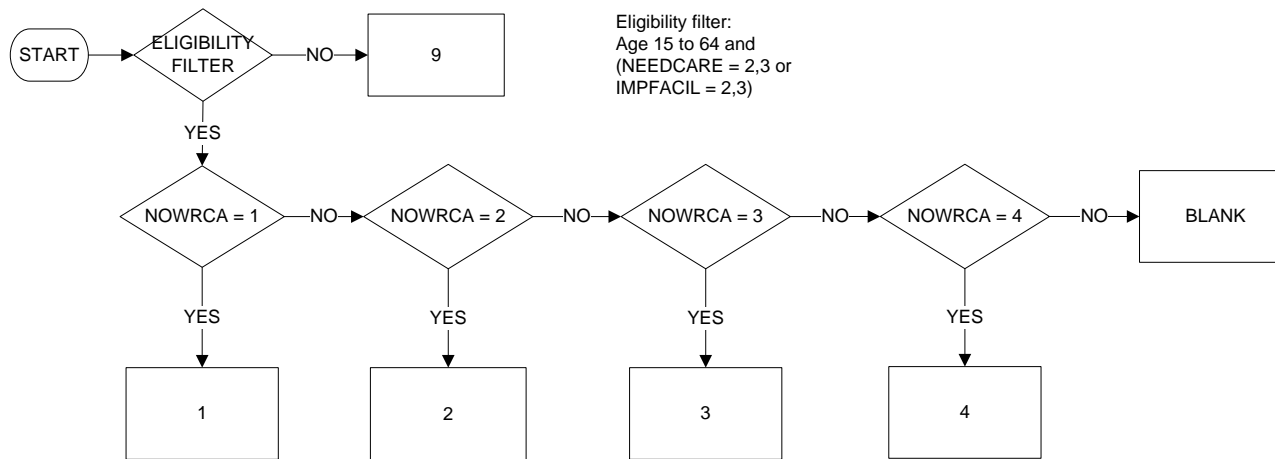 START
ELIGIBILITY
FILTER
NO
9
Eligibility filter:
Age 15 to 64 and
(NEEDCARE = 2,3 or
IMPFACIL = 2,3)
YES
NOWRCA = 1
NO
NOWRCA = 2
NO
NOWRCA = 3
NO
NOWRCA = 4
NO
BLANK
YES
YES
YES
YES
1
2
3
4